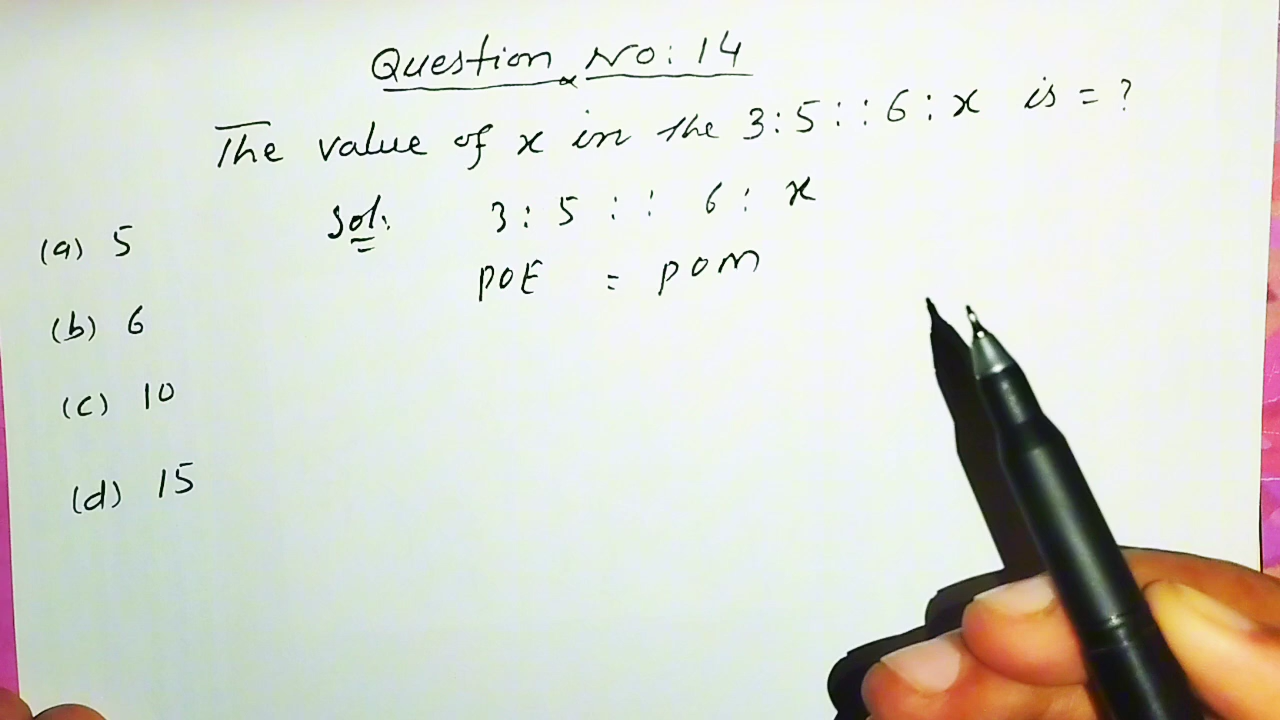 Question No: 14
The value of x in the 3:5::6:x is = ?
Sol: 3 : 5 :: 6 : x
POE = POM
(a) 5
(b) 6
(c) 10
(d) 15